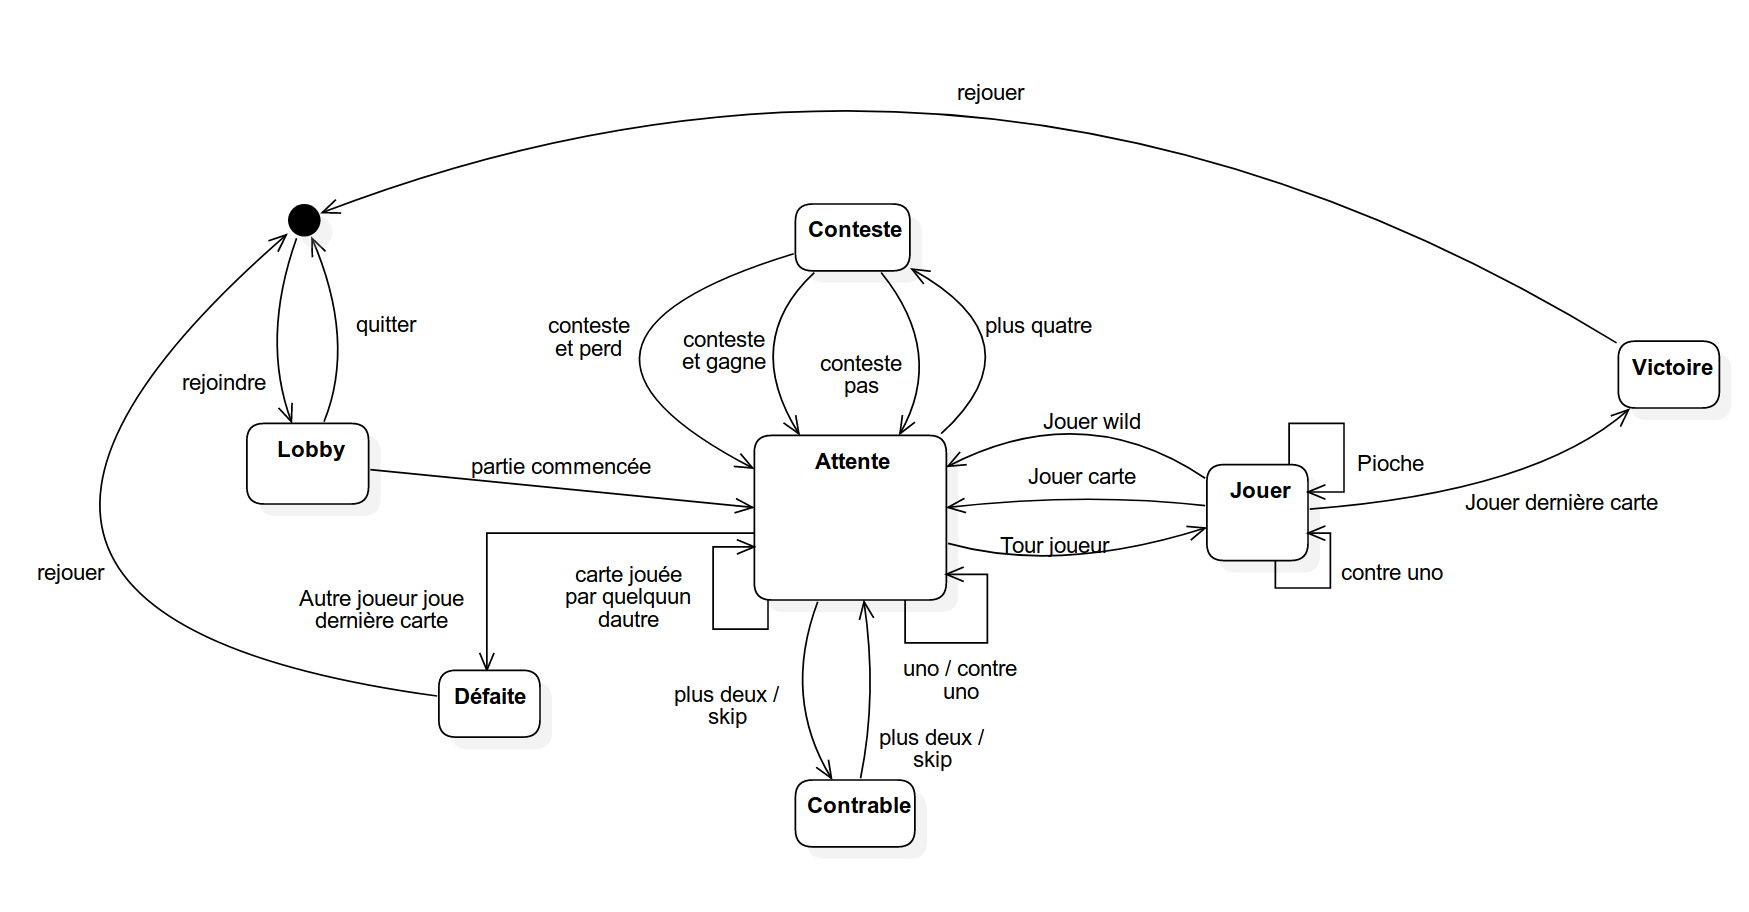 rejouer
Conteste
quitter
conteste
et perd
conteste
et gagne
plus quatre
conteste
pas
rejoindre
Victoire
Jouer wild
Lobby
partie commencée
Attente
Jouer carte
Jouer
Pioche
Jouer dernière carte
Tour joueur
rejouer
contre uno
carte jouée
par quelquun
dautre
Autre joueur joue
dernière carte
uno / contre
uno
Défaite
plus deux /
skip
plus deux /
skip
Contrable